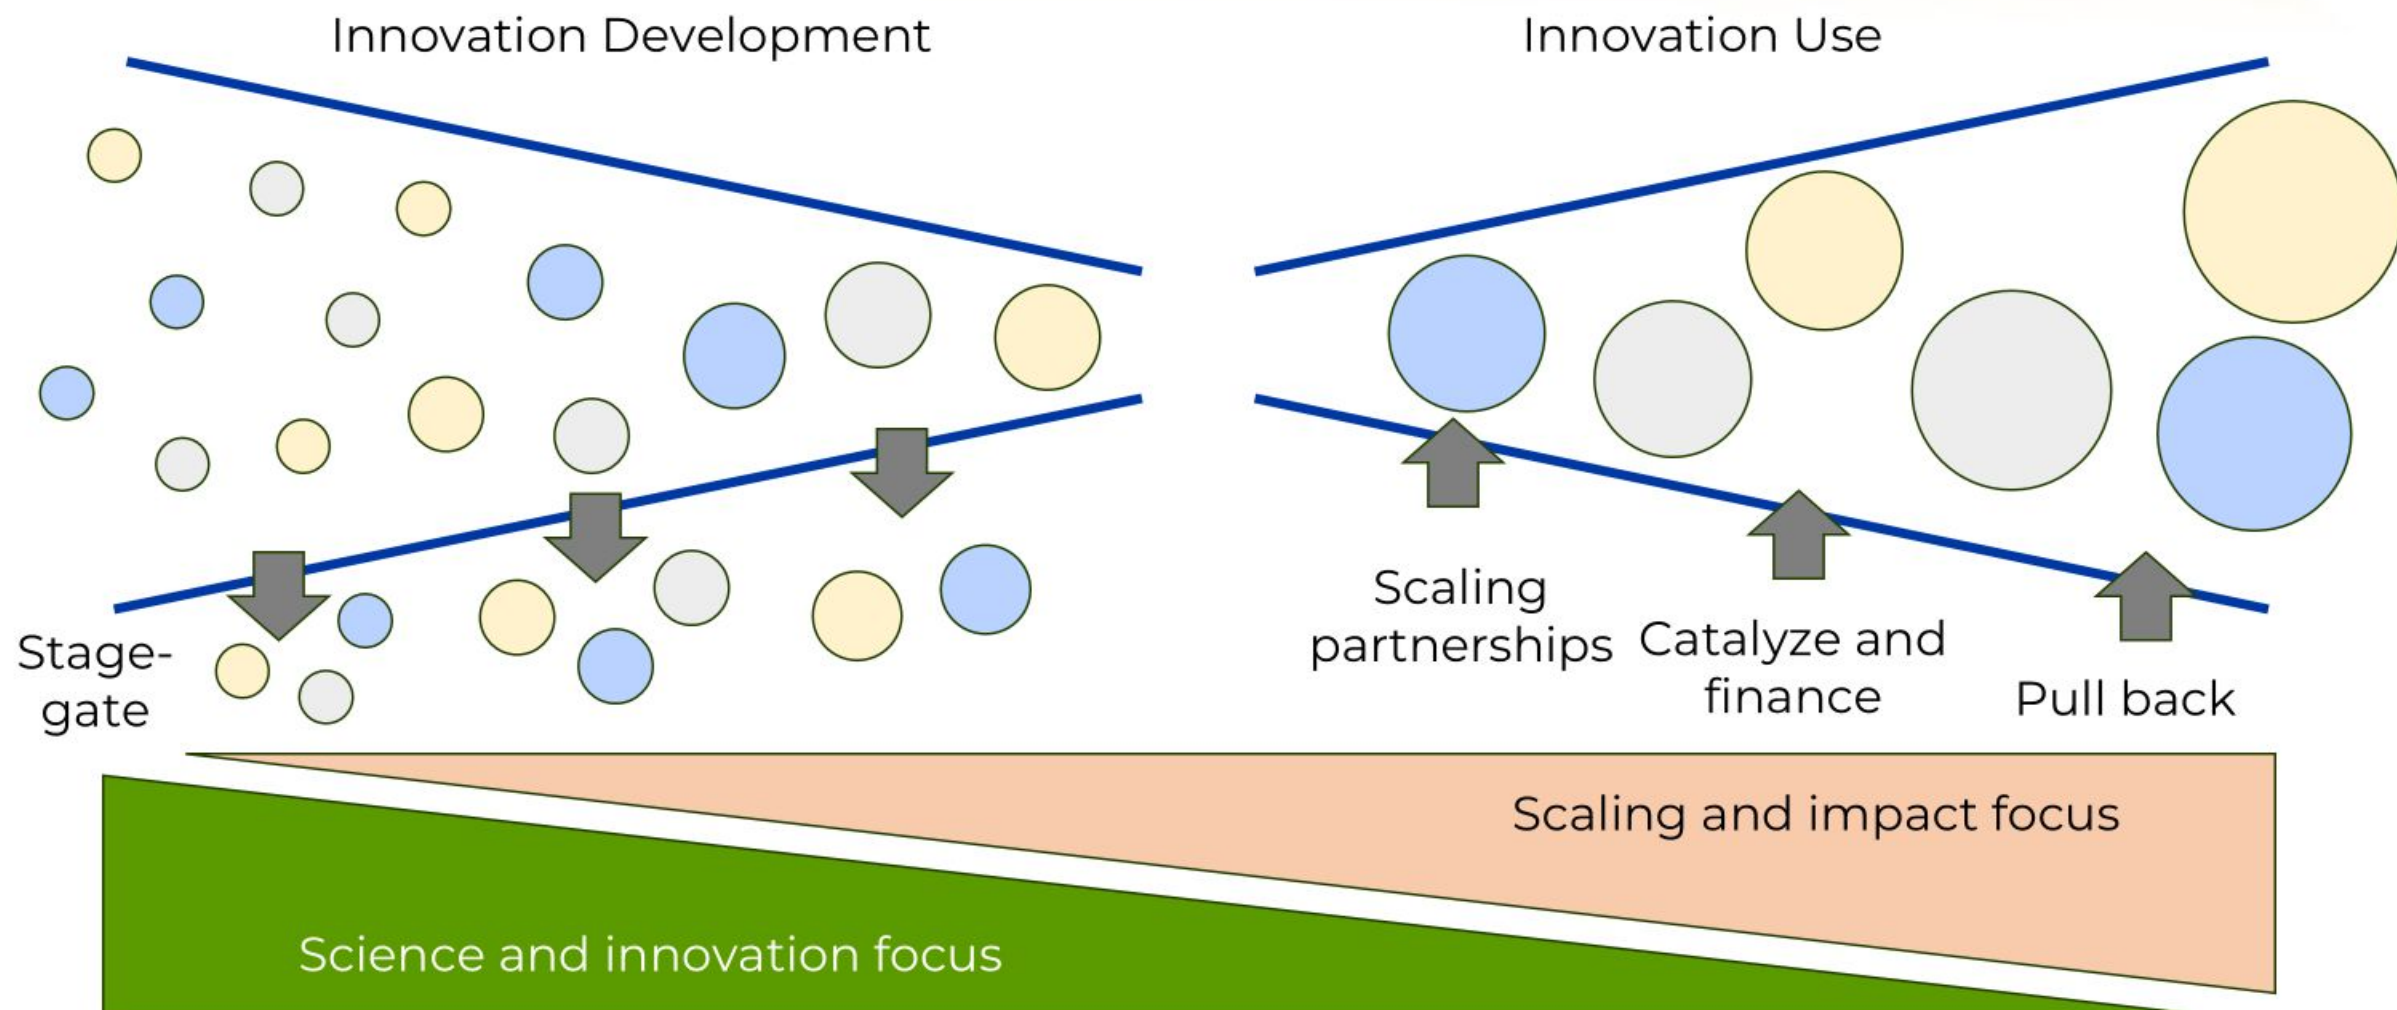 Innovation Development
Innovation Use
Stage-
gate
Scaling
partnerships
Catalyze and
finance
Pull back
Scaling and impact focus
Science and innovation focus